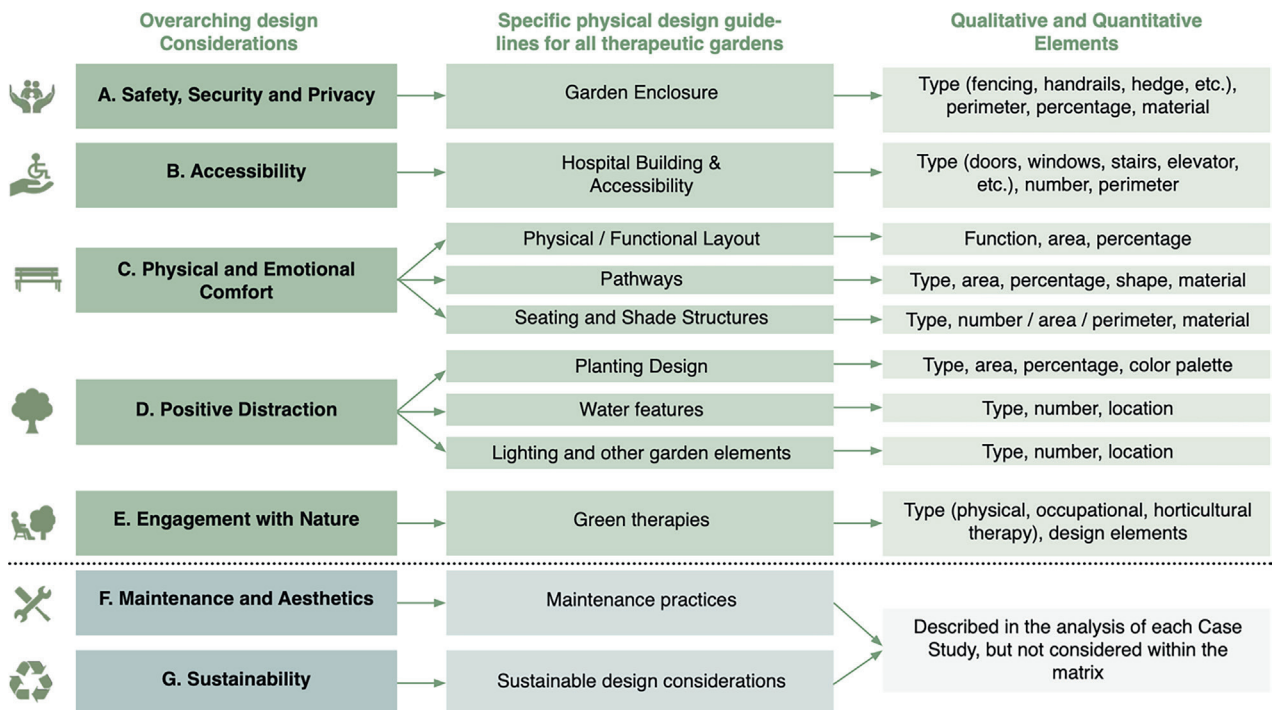 Overarching design
Considerations
Specific physical design guide-
lines for all therapeutic gardens
Qualitative and Quantitative
Elements
A. Safety, Security and Privacy
Garden Enclosure
Type (fencing, handrails, hedge, etc.),
perimeter, percentage, material
B. Accessibility
Hospital Building &
Accessibility
Type (doors, windows, stairs, elevator,
etc.), number, perimeter
C. Physical and Emotional
Comfort
Physical / Functional Layout
Function, area, percentage
Pathways
Type, area, percentage, shape, material
Seating and Shade Structures
Type, number / area / perimeter, material
D. Positive Distraction
Planting Design
Type, area, percentage, color palette
Water features
Type, number, location
Lighting and other garden elements
Type, number, location
E. Engagement with Nature
Green therapies
Type (physical, occupational, horticultural
therapy), design elements
F. Maintenance and Aesthetics
Maintenance practices
G. Sustainability
Sustainable design considerations
Described in the analysis of each Case
Study, but not considered within the
matrix